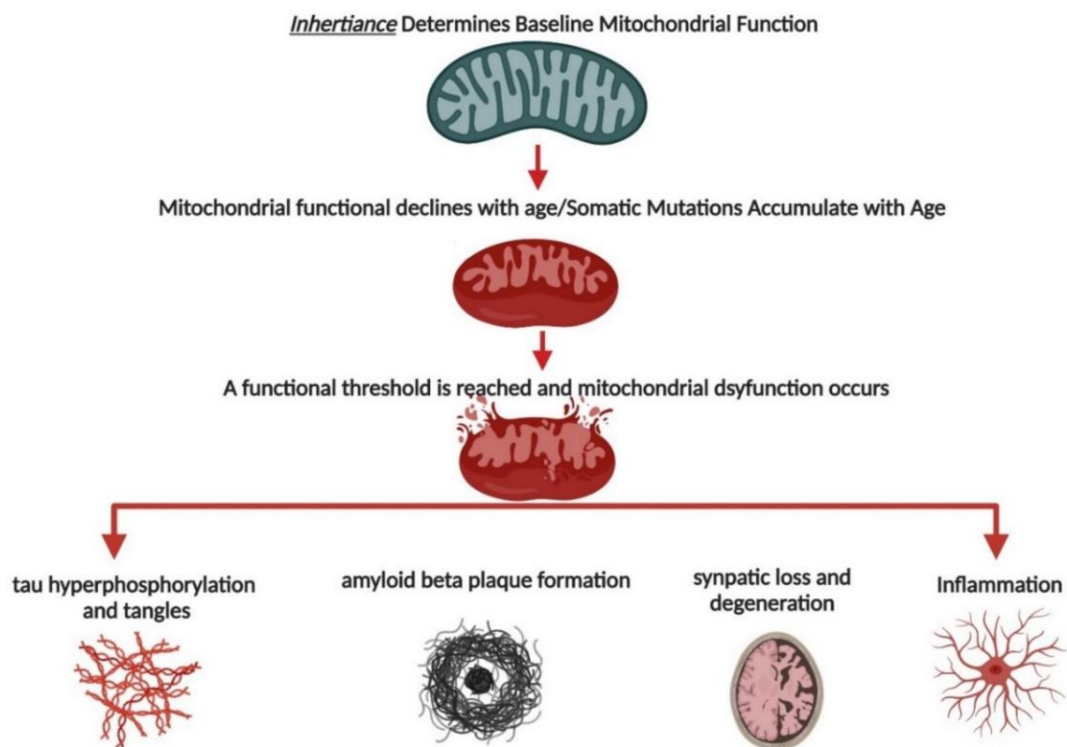 Inhertiance Determines Baseline Mitochondrial Function
Mitochondrial functional declines with age/Somatic Mutations Accumulate with Age
A functional threshold is reached and mitochondrial dsyfunction occurs
tau hyperphosphorylation
and tangles
amyloid beta plaque formation
synpatic loss and
degeneration
Inflammation